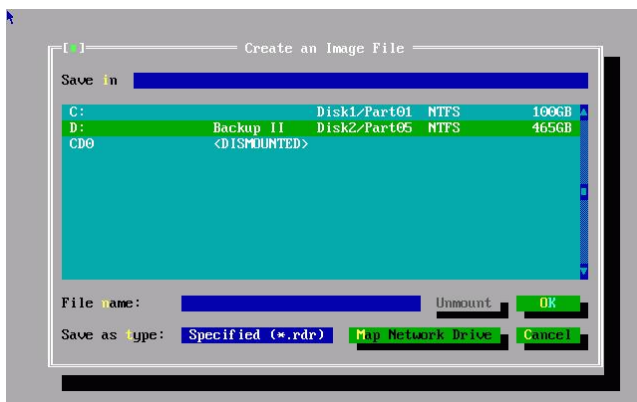 Create an Image File
Save in
C: Disk1/Part01 NTFS 100GB
D: Backup II Disk2/Part05 NTFS 465GB
CD0 <DISMOUNTED>
File name: Unmount OK
Save as type: Specified (*.rdr) Map Network Drive Cancel